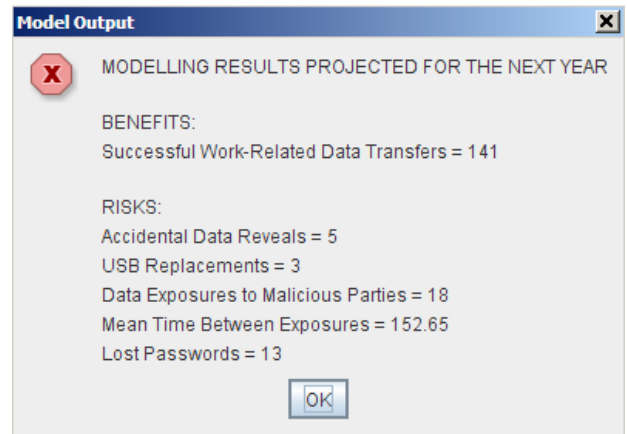 Model Output
X
MODELLING RESULTS PROJECTED FOR THE NEXT YEAR
BENEFITS:
Successful Work-Related Data Transfers = 141
RISKS:
Accidental Data Reveals = 5
USB Replacements = 3
Data Exposures to Malicious Parties = 18
Mean Time Between Exposures = 152.65
Lost Passwords = 13
OK